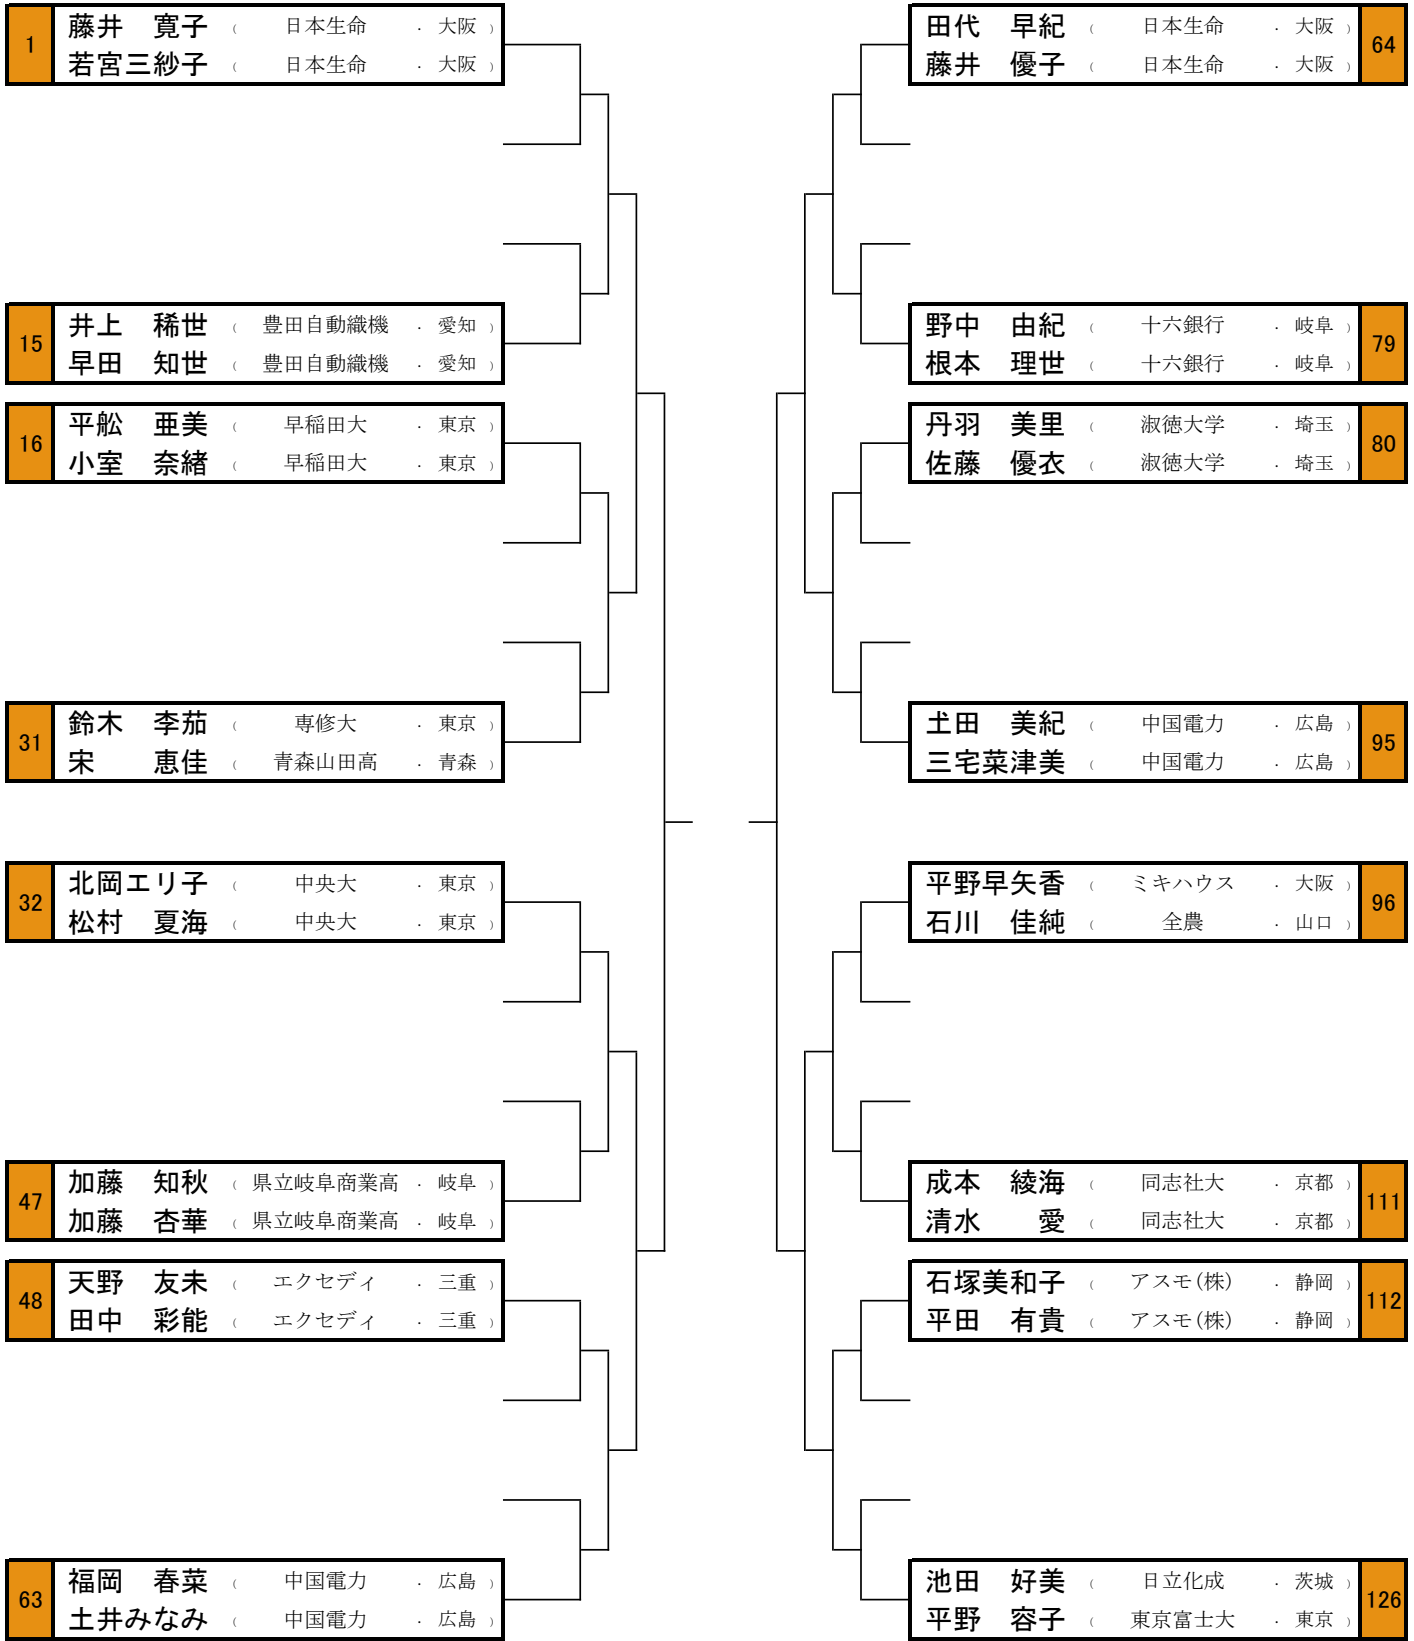 1
藤井　寛子（日本生命・大阪）
若宮三紗子（日本生命・大阪）
15
井上　稀世（豊田自動織機・愛知）
早田　知世（豊田自動織機・愛知）
16
平舩　亜美（早稲田大・東京）
小室　奈緒（早稲田大・東京）
31
鈴木　李茄（専修大・東京）
宋　　恵佳（青森山田高・青森）
32
北岡エリ子（中央大・東京）
松村　夏海（中央大・東京）
47
加藤　知秋（県立岐阜商業高・岐阜）
加藤　杏華（県立岐阜商業高・岐阜）
48
天野　友未（エクセディ・三重）
田中　彩能（エクセディ・三重）
63
福岡　春菜（中国電力・広島）
土井みなみ（中国電力・広島）
田代　早紀（日本生命・大阪）
藤井　優子（日本生命・大阪）
64
野中　由紀（十六銀行・岐阜）
根本　理世（十六銀行・岐阜）
79
丹羽　美里（淑徳大学・埼玉）
佐藤　優衣（淑徳大学・埼玉）
80
土田　美紀（中国電力・広島）
三宅菜津美（中国電力・広島）
95
平野早矢香（ミキハウス・大阪）
石川　佳純（全農・山口）
96
成本　綾海（同志社大・京都）
清水　　愛（同志社大・京都）
111
石塚美和子（アスモ(株)・静岡）
平田　有貴（アスモ(株)・静岡）
112
池田　好美（日立化成・茨城）
平野　容子（東京富士大・東京）
126